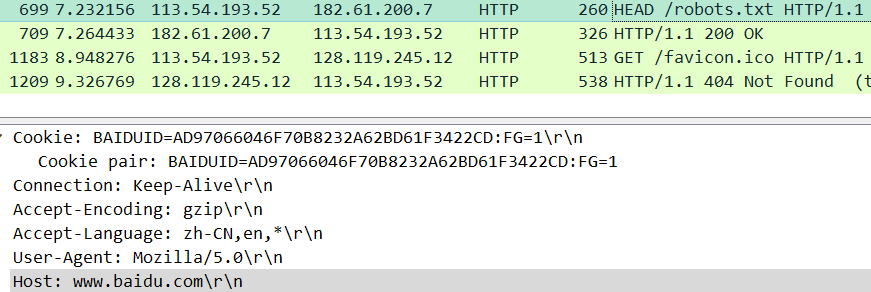 699 7.232156 113.54.193.52 182.61.200.7 HTTP 260 HEAD /robots.txt HTTP/1.1
709 7.264433 182.61.200.7 113.54.193.52 HTTP 326 HTTP/1.1 200 OK
1183 8.948276 113.54.193.52 128.119.245.12 HTTP 513 GET /favicon.ico HTTP/1.1
1209 9.326769 128.119.245.12 113.54.193.52 HTTP 538 HTTP/1.1 404 Not Found (t
Cookie: BAIDUID=AD97066046F70B8232A62BD61F3422CD:FG=1\r\n
Cookie pair: BAIDUID=AD97066046F70B8232A62BD61F3422CD:FG=1
Connection: Keep-Alive\r\n
Accept-Encoding: gzip\r\n
Accept-Language: zh-CN,en,*\r\n
User-Agent: Mozilla/5.0\r\n
Host: www.baidu.com\r\n